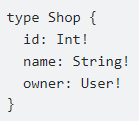 type Shop {
  id: Int!
  name: String!
  owner: User!
}